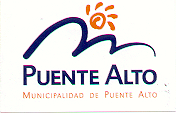 PUENTE ALTO
MUNICIPALIDAD DE PUENTE ALTO